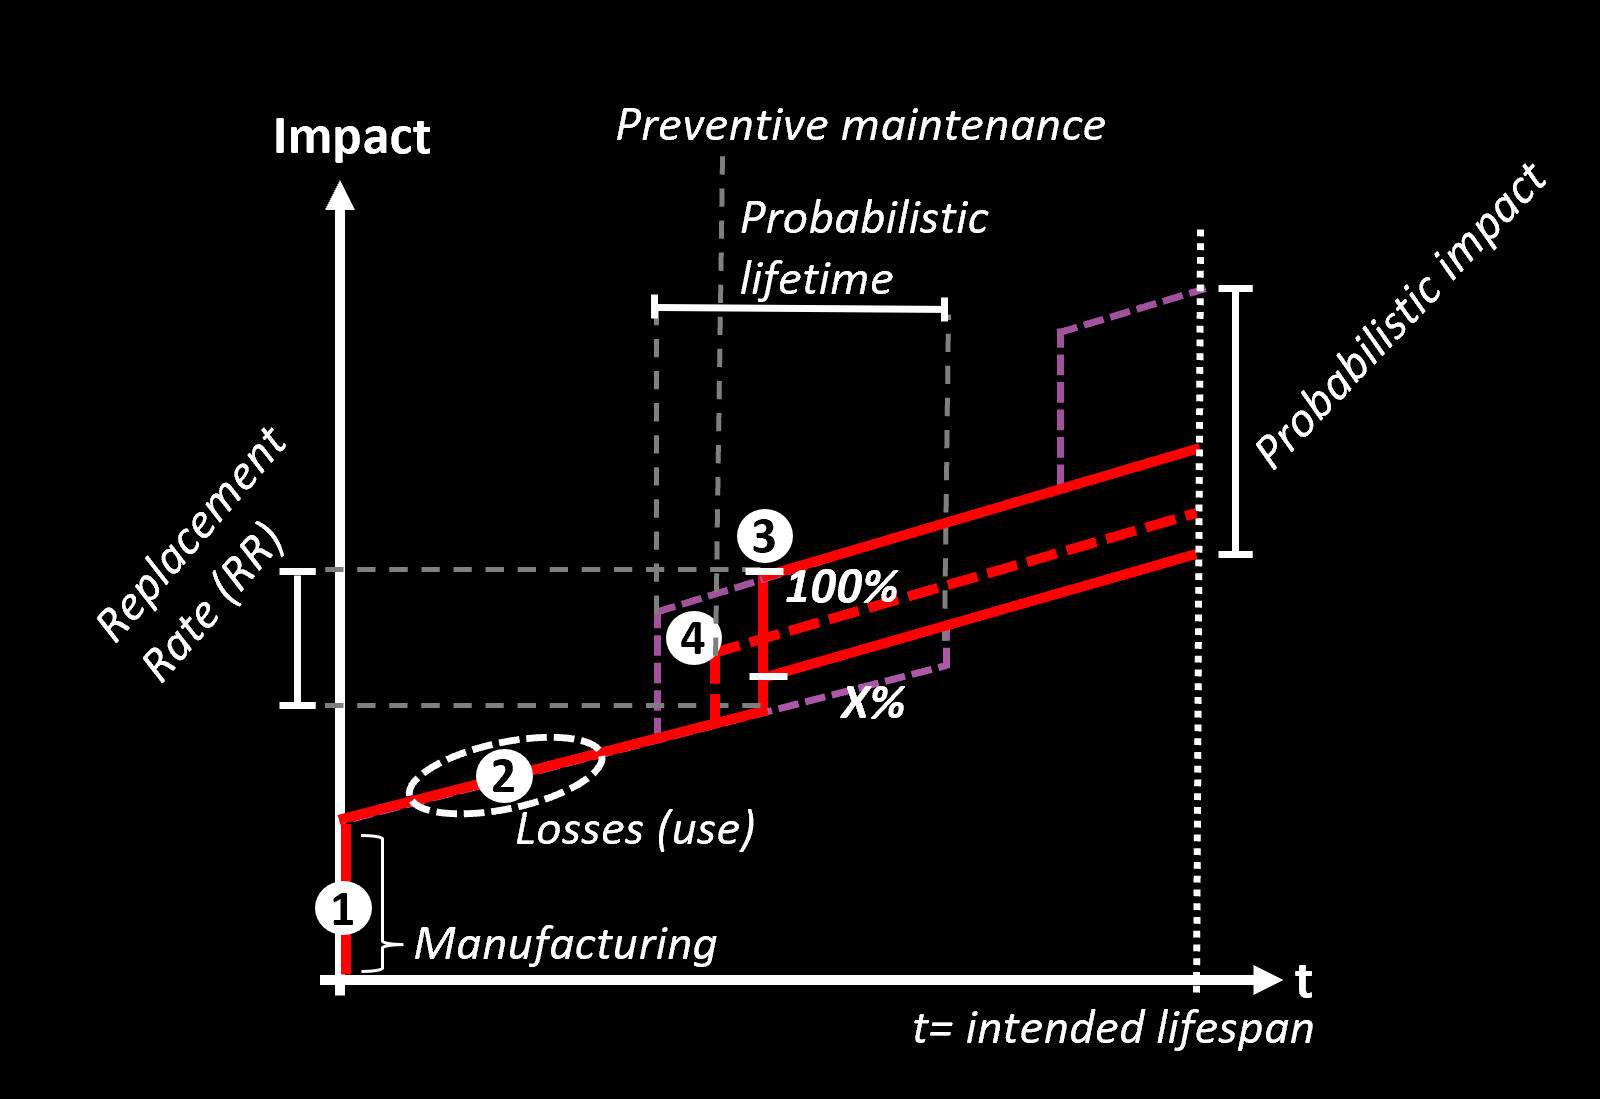 Preventive maintenance
Impact
Probabilistic
lifetime
Probabilistic impact
Replacement
Rate (RR)
3
100%
4
X%
2
Losses (use)
1
Manufacturing
t
t= intended lifespan